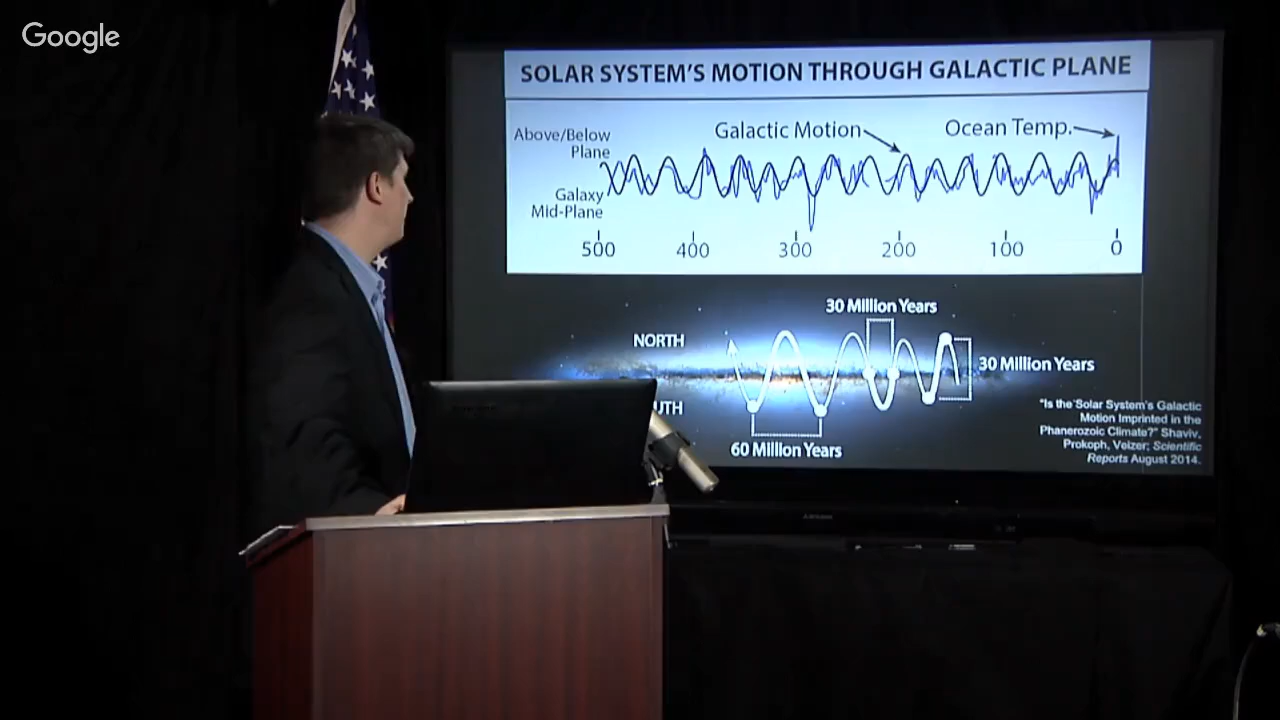 Google
SOLAR SYSTEM'S MOTION THROUGH GALACTIC PLANE
Above/Below
Plane
Galactic Motion
Ocean Temp.
Galaxy
Mid-Plane
500
400
300
200
100
0
30 Million Years
NORTH
30 Million Years
UTH
60 Million Years
"Is the Solar System's Galactic
Motion Imprinted in the
Phanerozoic Climate?" Shaviv,
Prokoph, Veizer; Scientific
Reports August 2014.